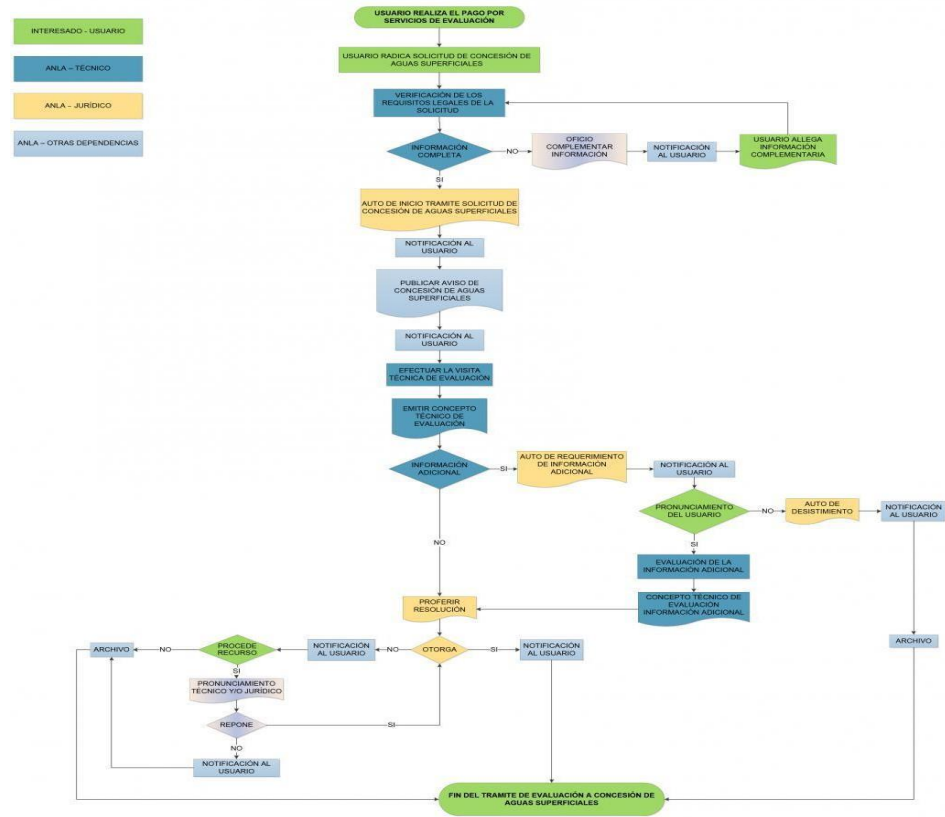 USUARIO REALIZA EL PAGO POR
SERVICIOS DE EVALUACIÓN
INTERESADO - USUARIO
ANLA – TÉCNICO
ANLA – JURÍDICO
ANLA – OTRAS DEPENDENCIAS
USUARIO RADICA SOLICITUD DE CONCESIÓN DE
AGUAS SUPERFICIALES
VERIFICACIÓN DE LOS
REQUISITOS LEGALES DE LA
SOLICITUD
INFORMACIÓN
COMPLETA
NO
OFICIO
COMPLEMENTAR
INFORMACIÓN
NOTIFICACIÓN
AL USUARIO
USUARIO ALLEGA
INFORMACIÓN
COMPLEMENTARIA
SI
AUTO DE INICIO TRAMITE SOLICITUD DE
CONCESIÓN DE AGUAS SUPERFICIALES
NOTIFICACIÓN AL
USUARIO
PUBLICAR AVISO DE
CONCESIÓN DE AGUAS
SUPERFICIALES
NOTIFICACIÓN AL
USUARIO
EFECTUAR LA VISITA
TÉCNICA DE EVALUACIÓN
EMITIR CONCEPTO
TÉCNICO DE
EVALUACIÓN
INFORMACIÓN
ADICIONAL
SI
AUTO DE REQUERIMIENTO
DE INFORMACIÓN
ADICIONAL
NOTIFICACIÓN AL
USUARIO
PRONUNCIAMIENTO
DEL USUARIO
NO
AUTO DE
DESISTIMIENTO
NOTIFICACIÓN
AL USUARIO
NO
SI
EVALUACIÓN DE LA
INFORMACIÓN ADICIONAL
CONCEPTO TÉCNICO DE
EVALUACIÓN
INFORMACIÓN ADICIONAL
PROFERIR
RESOLUCIÓN
ARCHIVO
ARCHIVO
NO
PROCEDE
RECURSO
NOTIFICACIÓN
AL USUARIO
NO
OTORGA
SI
NOTIFICACIÓN
AL USUARIO
SI
PRONUNCIAMIENTO
TÉCNICO Y/O JURÍDICO
REPONE
SI
NO
NOTIFICACIÓN AL
USUARIO
FIN DEL TRAMITE DE EVALUACIÓN A CONCESIÓN DE
AGUAS SUPERFICIALES